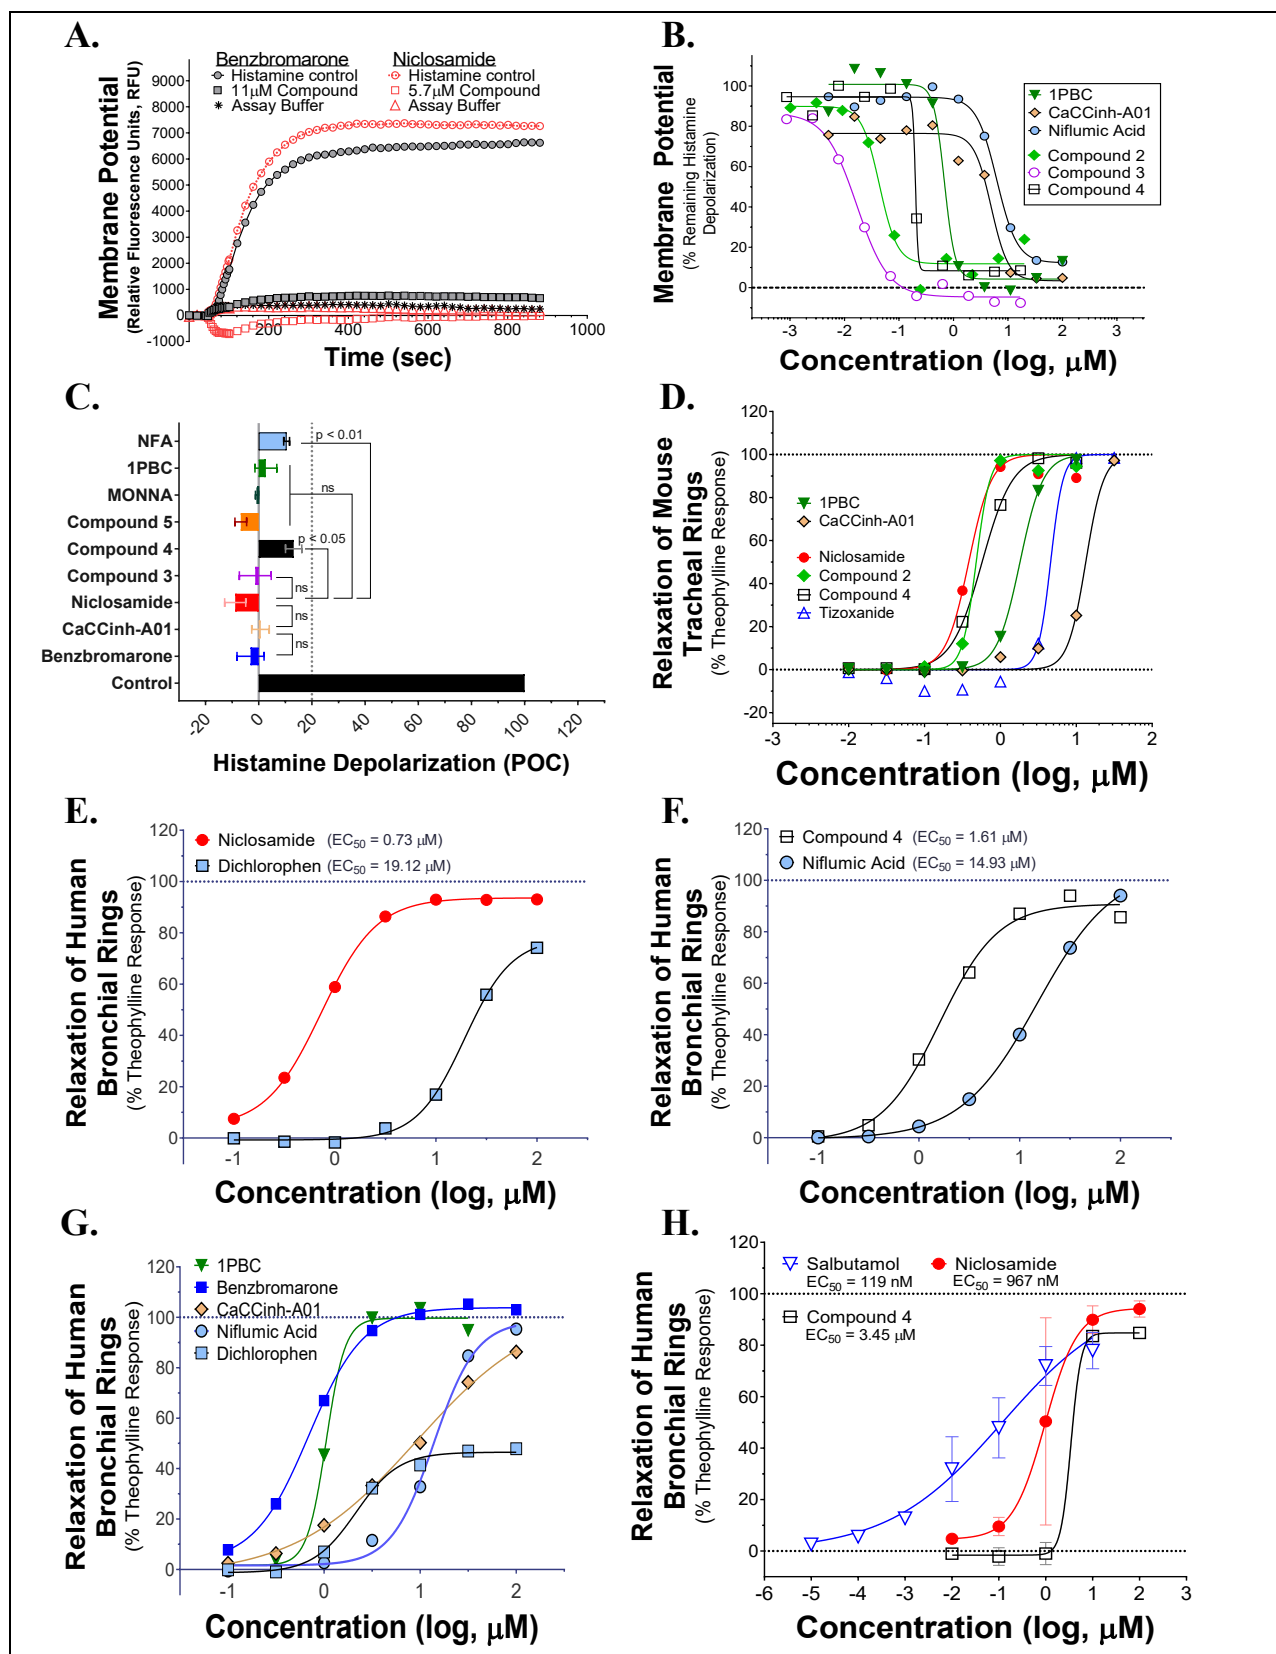 A.
Benzbromarone
Niclosamide
Histamine control
Histamine control
11μM Compound
5.7μM Compound
Assay Buffer
Assay Buffer
Membrane Potential
(Relative Fluorescence Units, RFU)
9000
8000
7000
6000
5000
4000
3000
2000
1000
0
-1000
200
400
600
800
1000
Time (sec)
B.
Membrane Potential
(% Remaining Histamine
Depolarization)
100
80
60
40
20
0
1PBC
CaCCinh-A01
Niflumic Acid
Compound 2
Compound 3
Compound 4
-3
-2
-1
0
1
2
3
Concentration (log, μM)
C.
NFA
1PBC
MONNA
Compound 5
Compound 4
Compound 3
Niclosamide
CaCCinh-A01
Benzbromarone
Control
p < 0.01
ns
p < 0.05
ns
ns
ns
-20
0
20
40
60
80
100
120
Histamine Depolarization (POC)
D.
Relaxation of Mouse
Tracheal Rings
(% Theophylline Response)
120
100
80
60
40
20
0
-20
1PBC
CaCCinh-A01
Niclosamide
Compound 2
Compound 4
Tizoxanide
-3
-2
-1
0
1
2
Concentration (log, μM)
E.
Relaxation of Human
Bronchial Rings
(% Theophylline Response)
120
100
80
60
40
20
0
Niclosamide (EC50 = 0.73 μM)
Dichlorophen (EC50 = 19.12 μM)
-1
0
1
2
Concentration (log, μM)
F.
Relaxation of Human
Bronchial Rings
(% Theophylline Response)
120
100
80
60
40
20
0
Compound 4 (EC50 = 1.61 μM)
Niflumic Acid (EC50 = 14.93 μM)
-1
0
1
2
Concentration (log, μM)
G.
Relaxation of Human
Bronchial Rings
(% Theophylline Response)
120
100
80
60
40
20
0
1PBC
Benzbromarone
CaCCinh-A01
Niflumic Acid
Dichlorophen
-1
0
1
2
Concentration (log, μM)
H.
Relaxation of Human
Bronchial Rings
(% Theophylline Response)
120
100
80
60
40
20
0
Salbutamol
EC50 = 119 nM
Niclosamide
EC50 = 967 nM
Compound 4
EC50 = 3.45 μM
-6
-5
-4
-3
-2
-1
0
1
2
3
Concentration (log, μM)